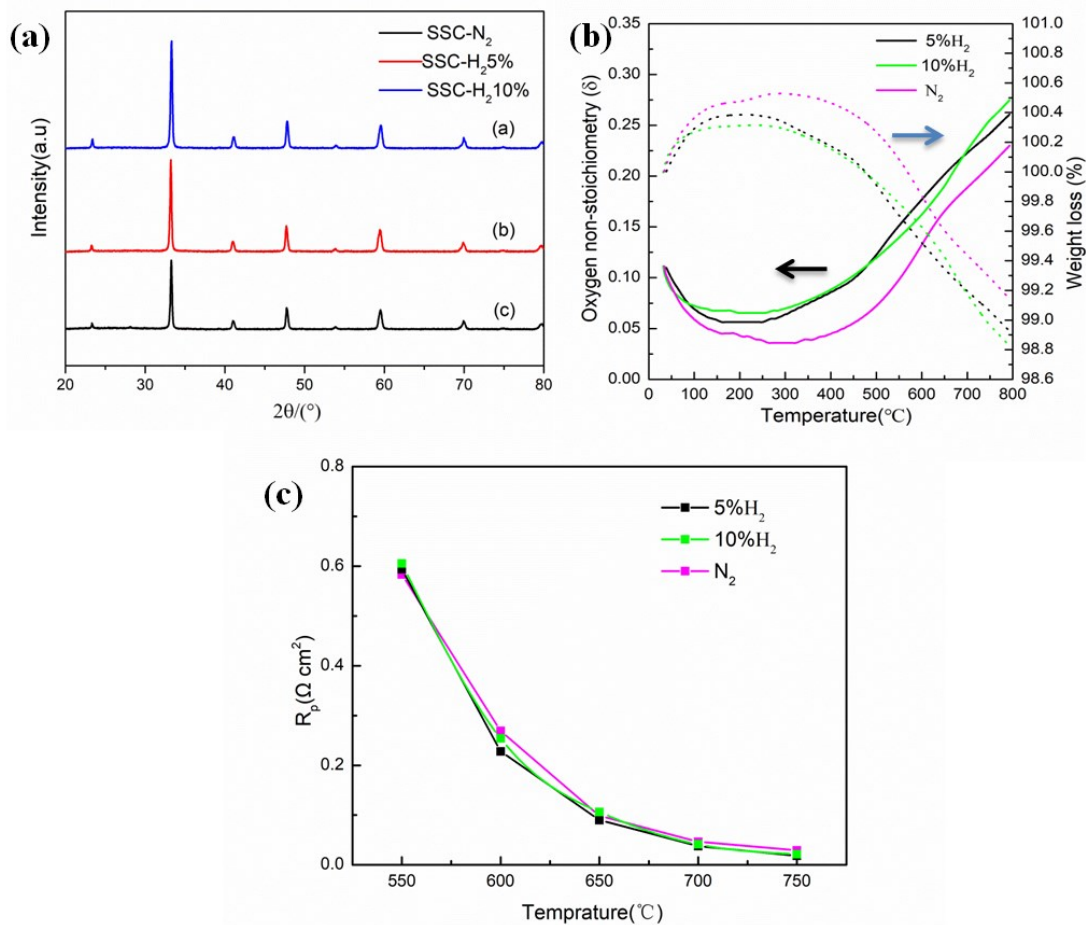 (a)
SSC-N₂
SSC-H₂5%
SSC-H₂10%
(a)
(b)
(c)
Intensity(a.u)
20 30 40 50 60 70 80
2θ/(°)
(b)
0.35
0.30
0.25
0.20
0.15
0.10
0.05
0.00
Oxygen non-stoichiometry (δ)
5%H₂
10%H₂
N₂
101.0
100.8
100.6
100.4
100.2
100.0
99.8
99.6
99.4
99.2
99.0
98.8
98.6
Weight loss (%)
0 100 200 300 400 500 600 700 800
Temperature(℃)
(c)
0.8
0.6
0.4
0.2
0.0
Rₚ(Ω cm²)
5%H₂
10%H₂
N₂
550 600 650 700 750
Temprature(℃)